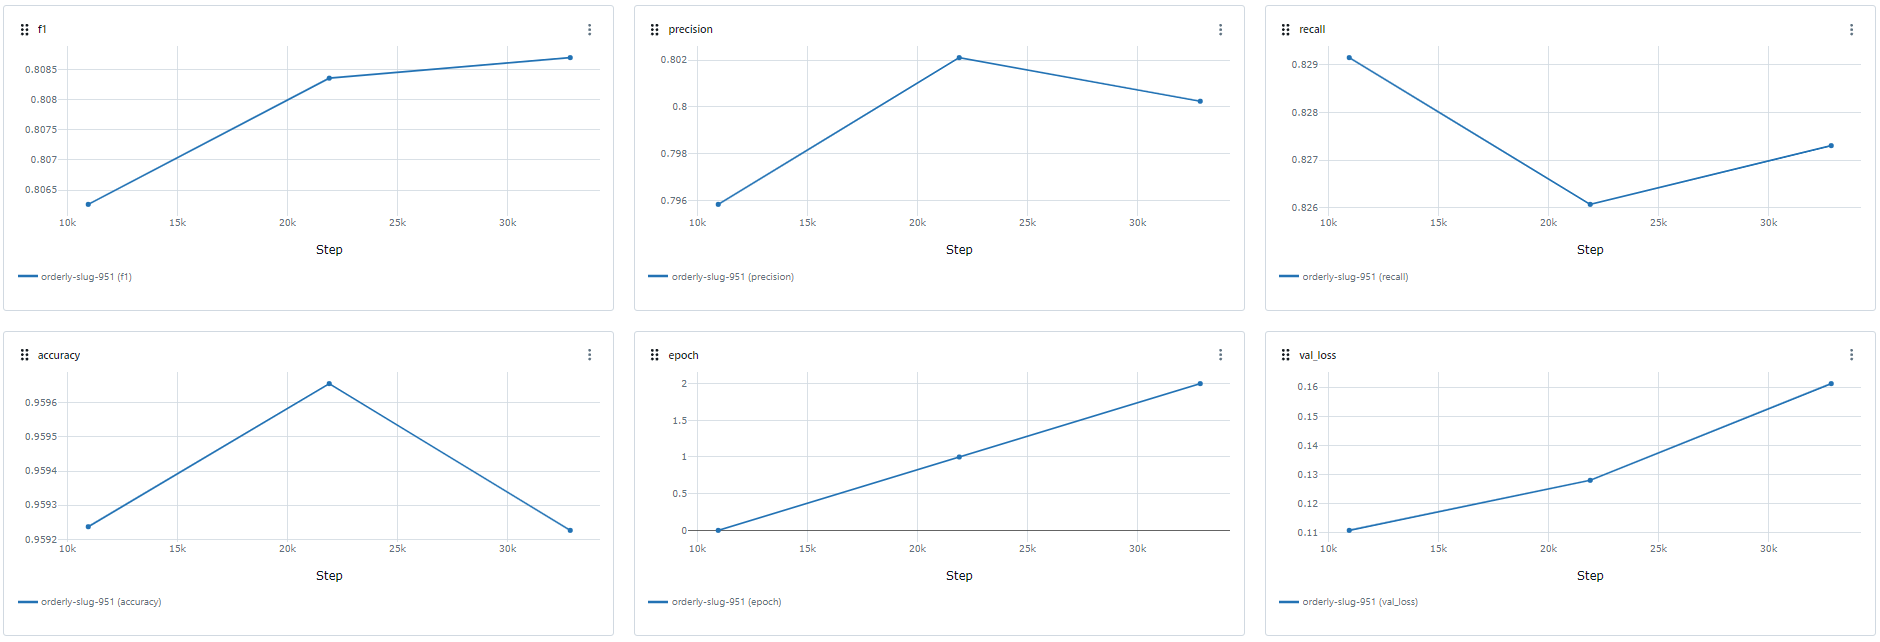 f1
0.8085
0.808
0.8075
0.807
0.8065
10k 15k 20k 25k 30k
Step
orderly-slug-951 (f1)
precision
0.802
0.8
0.798
0.796
10k 15k 20k 25k 30k
Step
orderly-slug-951 (precision)
recall
0.829
0.828
0.827
0.826
10k 15k 20k 25k 30k
Step
orderly-slug-951 (recall)
accuracy
0.9596
0.9595
0.9594
0.9593
0.9592
10k 15k 20k 25k 30k
Step
orderly-slug-951 (accuracy)
epoch
2
1.5
1
0.5
0
10k 15k 20k 25k 30k
Step
orderly-slug-951 (epoch)
val_loss
0.16
0.15
0.14
0.13
0.12
0.11
10k 15k 20k 25k 30k
Step
orderly-slug-951 (val_loss)